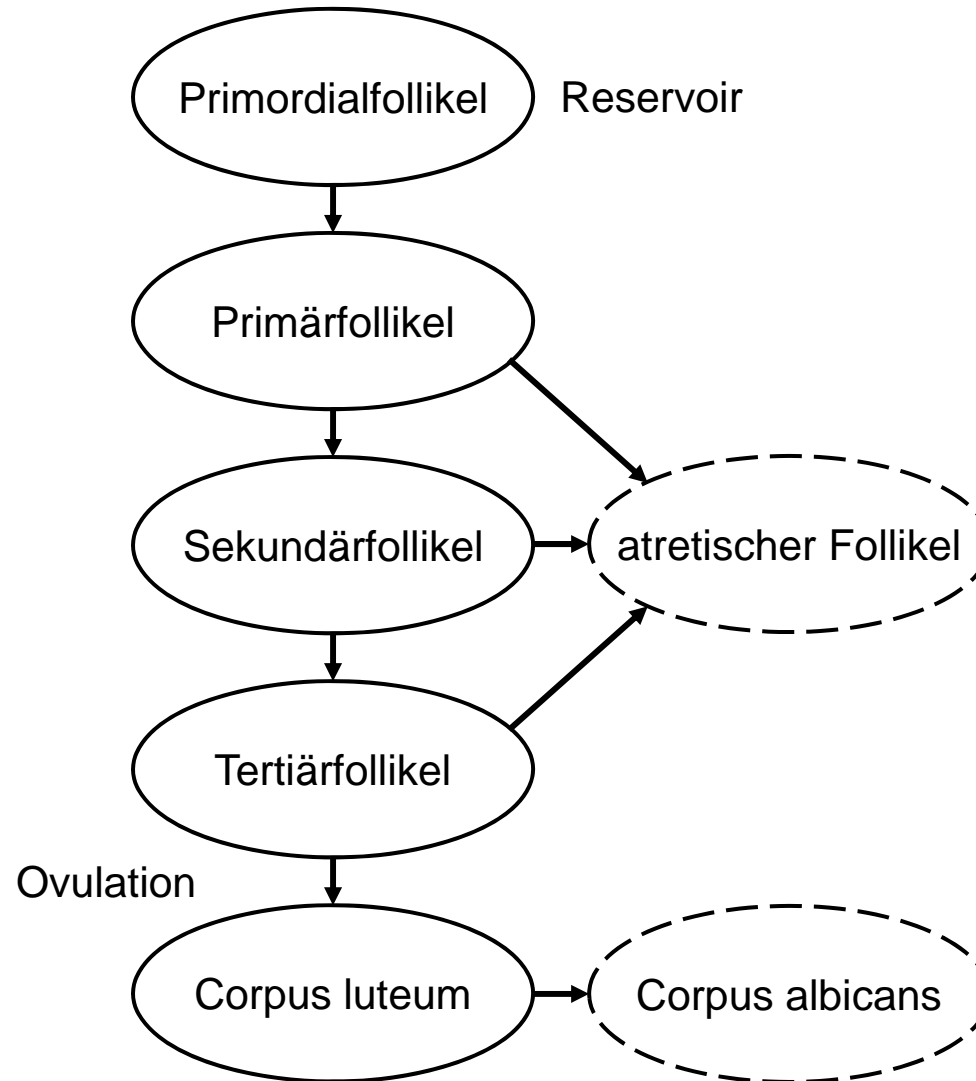 Primordialfollikel
Reservoir
Primärfollikel
Sekundärfollikel
atretischer Follikel
Tertiärfollikel
Ovulation
Corpus luteum
Corpus albicans